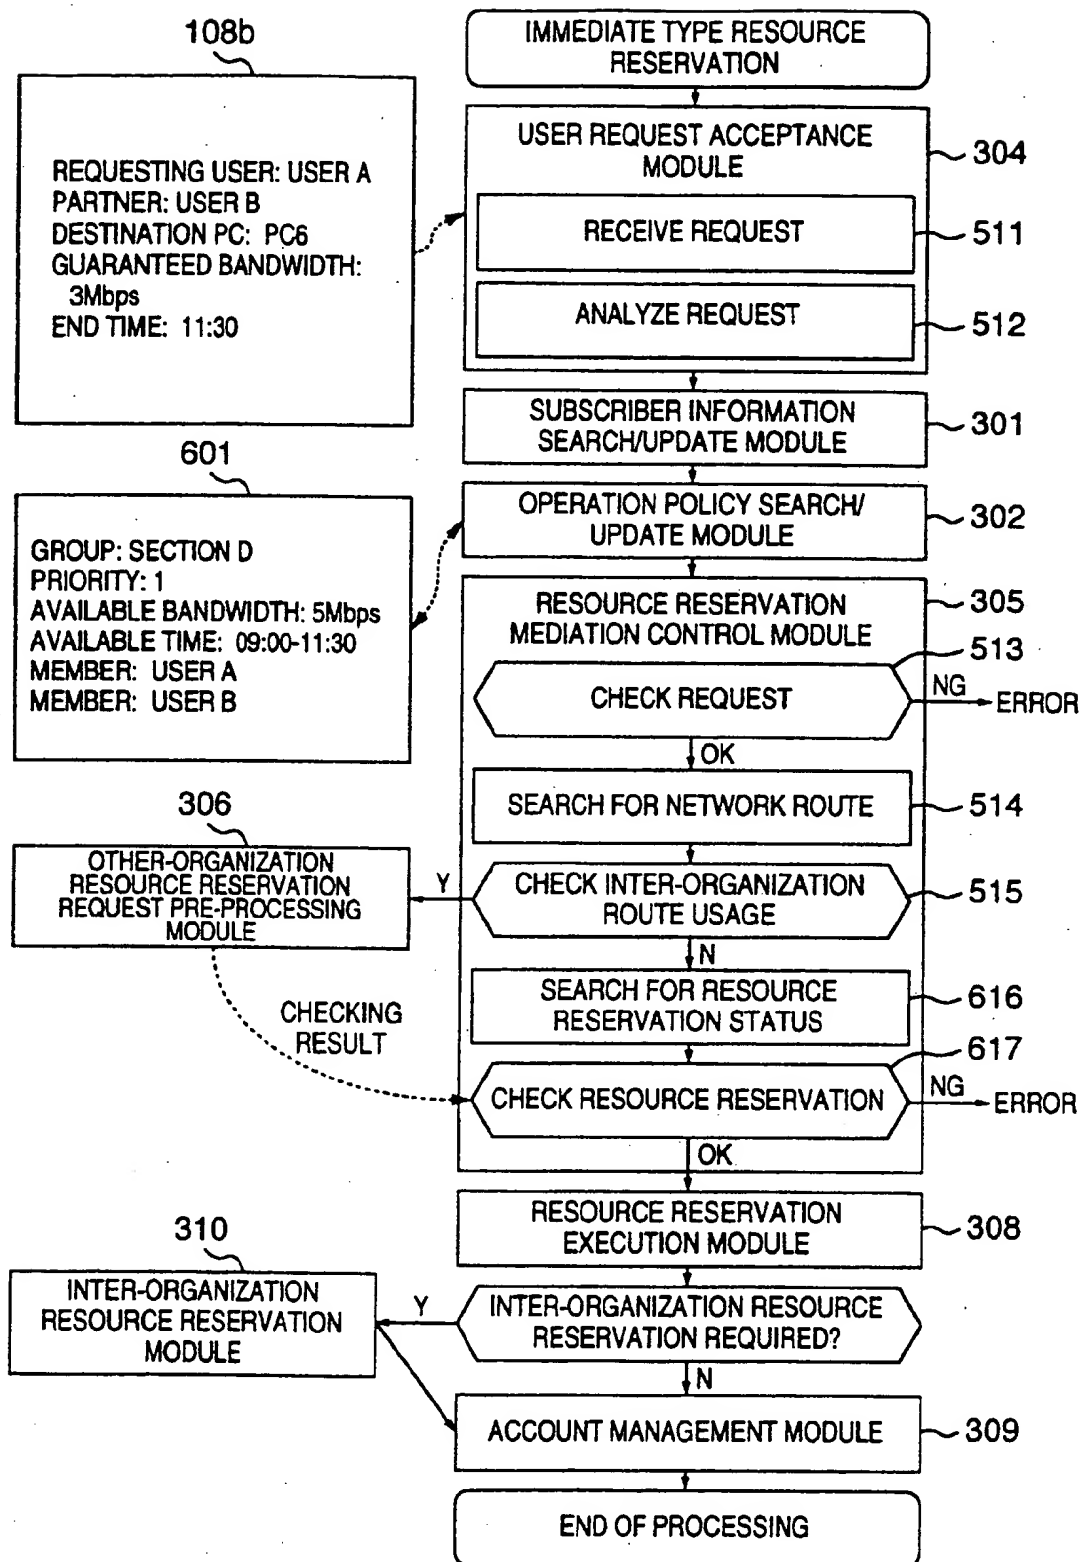 108b
REQUESTING USER: USER A
PARTNER: USER B
DESTINATION PC: PC6
GUARANTEED BANDWIDTH:
3Mbps
END TIME: 11:30
IMMEDIATE TYPE RESOURCE
RESERVATION
USER REQUEST ACCEPTANCE
MODULE
304
RECEIVE REQUEST
511
ANALYZE REQUEST
512
SUBSCRIBER INFORMATION
SEARCH/UPDATE MODULE
301
601
GROUP: SECTION D
PRIORITY: 1
AVAILABLE BANDWIDTH: 5Mbps
AVAILABLE TIME: 09:00-11:30
MEMBER: USER A
MEMBER: USER B
OPERATION POLICY SEARCH/
UPDATE MODULE
302
RESOURCE RESERVATION
MEDIATION CONTROL MODULE
305
513
CHECK REQUEST
NG
ERROR
OK
SEARCH FOR NETWORK ROUTE
514
306
OTHER-ORGANIZATION
RESOURCE RESERVATION
REQUEST PRE-PROCESSING
MODULE
Y
CHECK INTER-ORGANIZATION
ROUTE USAGE
515
N
SEARCH FOR RESOURCE
RESERVATION STATUS
616
CHECKING
RESULT
617
CHECK RESOURCE RESERVATION
NG
ERROR
OK
RESOURCE RESERVATION
EXECUTION MODULE
308
310
INTER-ORGANIZATION
RESOURCE RESERVATION
MODULE
Y
INTER-ORGANIZATION RESOURCE
RESERVATION REQUIRED?
N
ACCOUNT MANAGEMENT MODULE
309
END OF PROCESSING